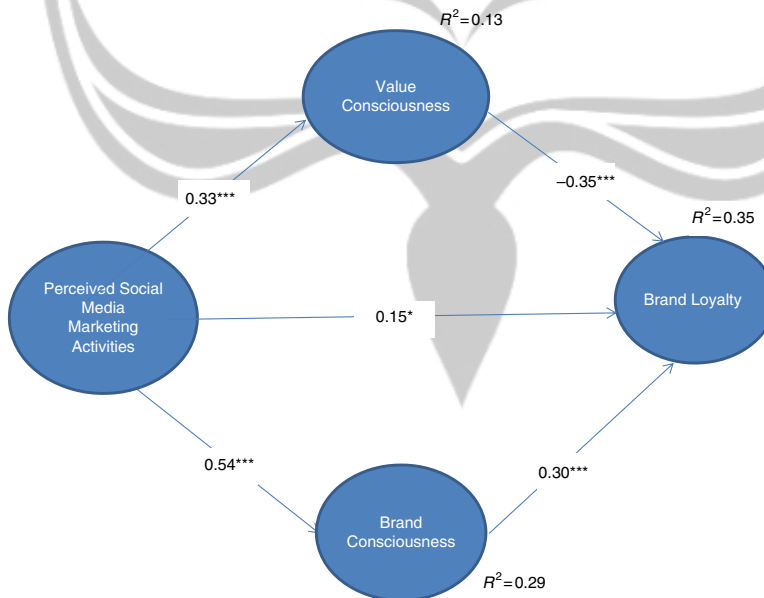 R²=0.13
Value
Consciousness
0.33***
–0.35***
R²=0.35
Perceived Social
Media
Marketing
Activities
0.15*
Brand Loyalty
0.54***
0.30***
Brand
Consciousness
R²=0.29